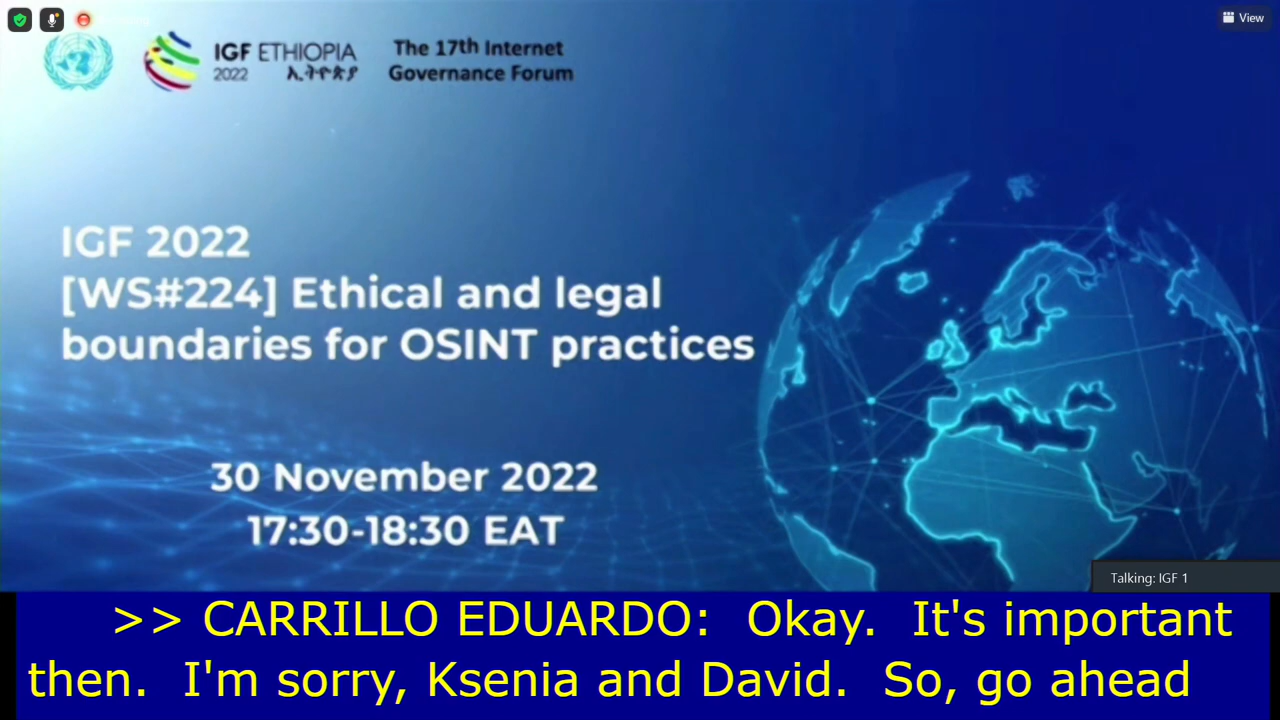 View
IGF ETHIOPIA
2022 ኢትዮጵያ
The 17th Internet
Governance Forum
IGF 2022
[WS#224] Ethical and legal
boundaries for OSINT practices
30 November 2022
17:30-18:30 EAT
Talking: IGF 1
>> CARRILLO EDUARDO:  Okay.  It's important
then.  I'm sorry, Ksenia and David.  So, go ahead